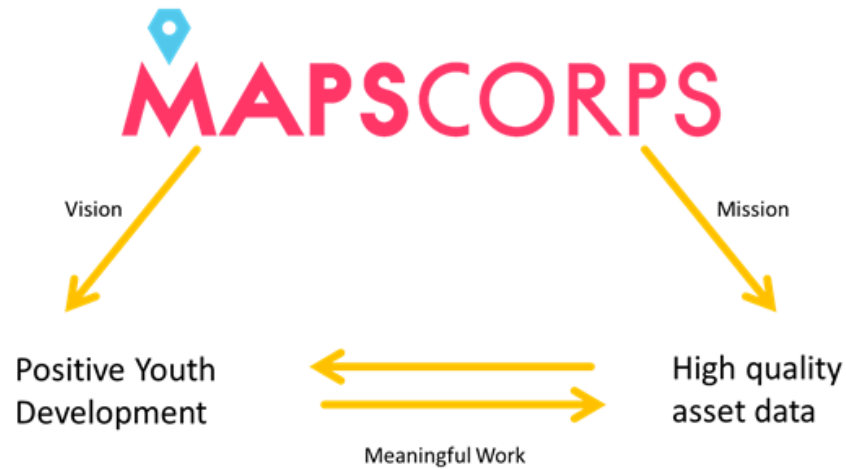 MAPSCORPS
Vision
Mission
Positive Youth
Development
High quality
asset data
Meaningful Work